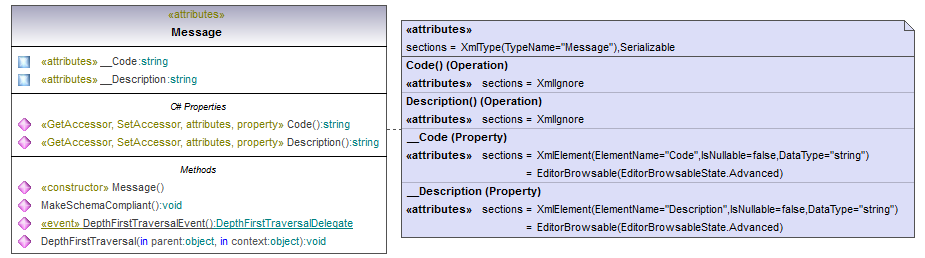 «attributes»
Message
«attributes» __Code:string
«attributes» __Description:string
C# Properties
«GetAccessor, SetAccessor, attributes, property» Code():string
«GetAccessor, SetAccessor, attributes, property» Description():string
Methods
«constructor» Message()
MakeSchemaCompliant():void
«event» DepthFirstTraversalEvent():DepthFirstTraversalDelegate
DepthFirstTraversal(in parent:object, in context:object):void
«attributes»
sections = XmlType(TypeName="Message"),Serializable
Code() (Operation)
«attributes» sections = XmlIgnore
Description() (Operation)
«attributes» sections = XmlIgnore
__Code (Property)
«attributes» sections = XmlElement(ElementName="Code",IsNullable=false,DataType="string")
= EditorBrowsable(EditorBrowsableState.Advanced)
__Description (Property)
«attributes» sections = XmlElement(ElementName="Description",IsNullable=false,DataType="string")
= EditorBrowsable(EditorBrowsableState.Advanced)